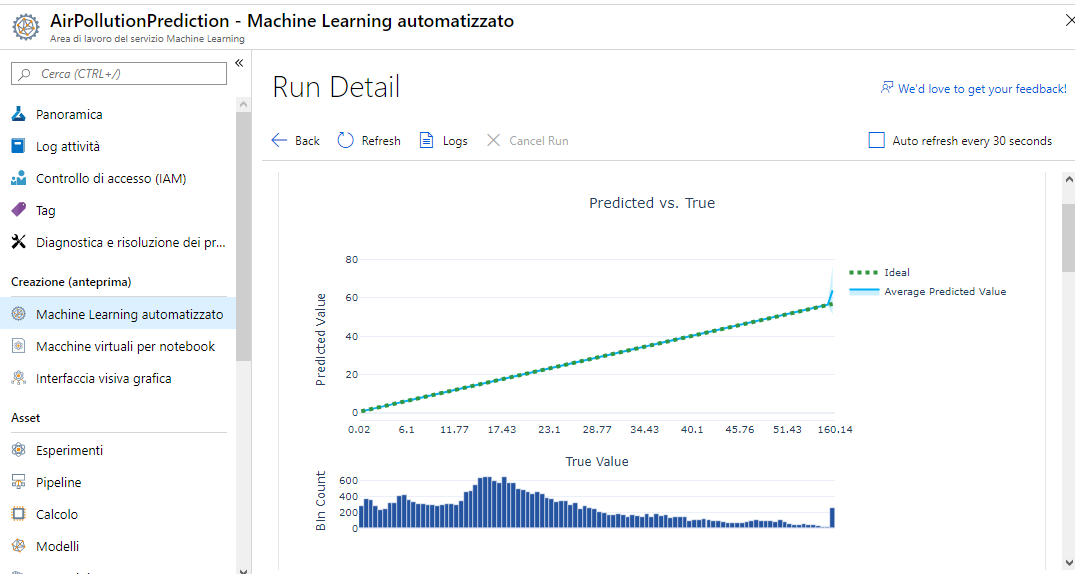 AirPollutionPrediction - Machine Learning automatizzato
Area di lavoro del servizio Machine Learning
Cerca (CTRL+/)
«
Panoramica
Log attività
Controllo di accesso (IAM)
Tag
Diagnostica e risoluzione dei pr...
Creazione (anteprima)
Machine Learning automatizzato
Macchine virtuali per notebook
Interfaccia visiva grafica
Asset
Esperimenti
Pipeline
Calcolo
Modelli
Run Detail
We'd love to get your feedback!
Back
Refresh
Logs
Cancel Run
Auto refresh every 30 seconds
Predicted vs. True
Predicted Value
80
60
40
20
0
0.02 6.1 11.77 17.43 23.1 28.77 34.43 40.1 45.76 51.43 160.14
Ideal
Average Predicted Value
True Value
Bin Count
600
400
200
0